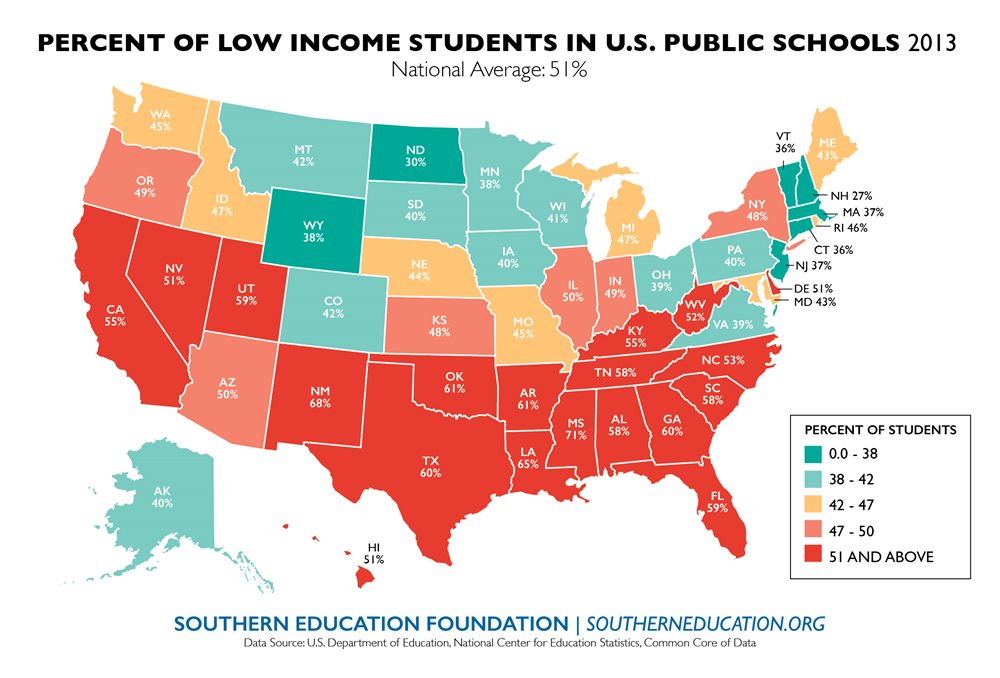 PERCENT OF LOW INCOME STUDENTS IN U.S. PUBLIC SCHOOLS 2013
National Average: 51%
WA
45%
OR
49%
ID
47%
MT
42%
WY
38%
ND
30%
SD
40%
MN
38%
WI
41%
MI
47%
VT
36%
ME
43%
NH 27%
MA 37%
RI 46%
CT 36%
NY
48%
NJ 37%
PA
40%
DE 51%
MD 43%
CA
55%
NV
51%
UT
59%
CO
42%
NE
44%
IA
40%
IL
50%
IN
49%
OH
39%
WV
52%
VA 39%
KS
48%
MO
45%
KY
55%
AZ
50%
NM
68%
OK
61%
AR
61%
TN 58%
NC 53%
SC
58%
TX
60%
LA
65%
MS
71%
AL
58%
GA
60%
FL
59%
AK
40%
HI
51%
PERCENT OF STUDENTS
0.0 - 38
38 - 42
42 - 47
47 - 50
51 AND ABOVE
SOUTHERN EDUCATION FOUNDATION | SOUTHERNEDUCATION.ORG
Data Source: U.S. Department of Education, National Center for Education Statistics, Common Core of Data